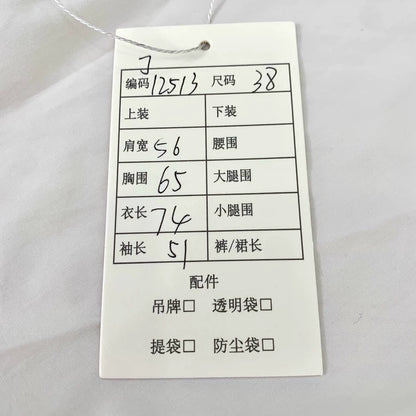 J
编码 12513 尺码 38
上装 下装
肩宽 56 腰围
胸围 65 大腿围
衣长 74 小腿围
袖长 51 裤/裙长
配件
吊牌□ 透明袋□
提袋□ 防尘袋□